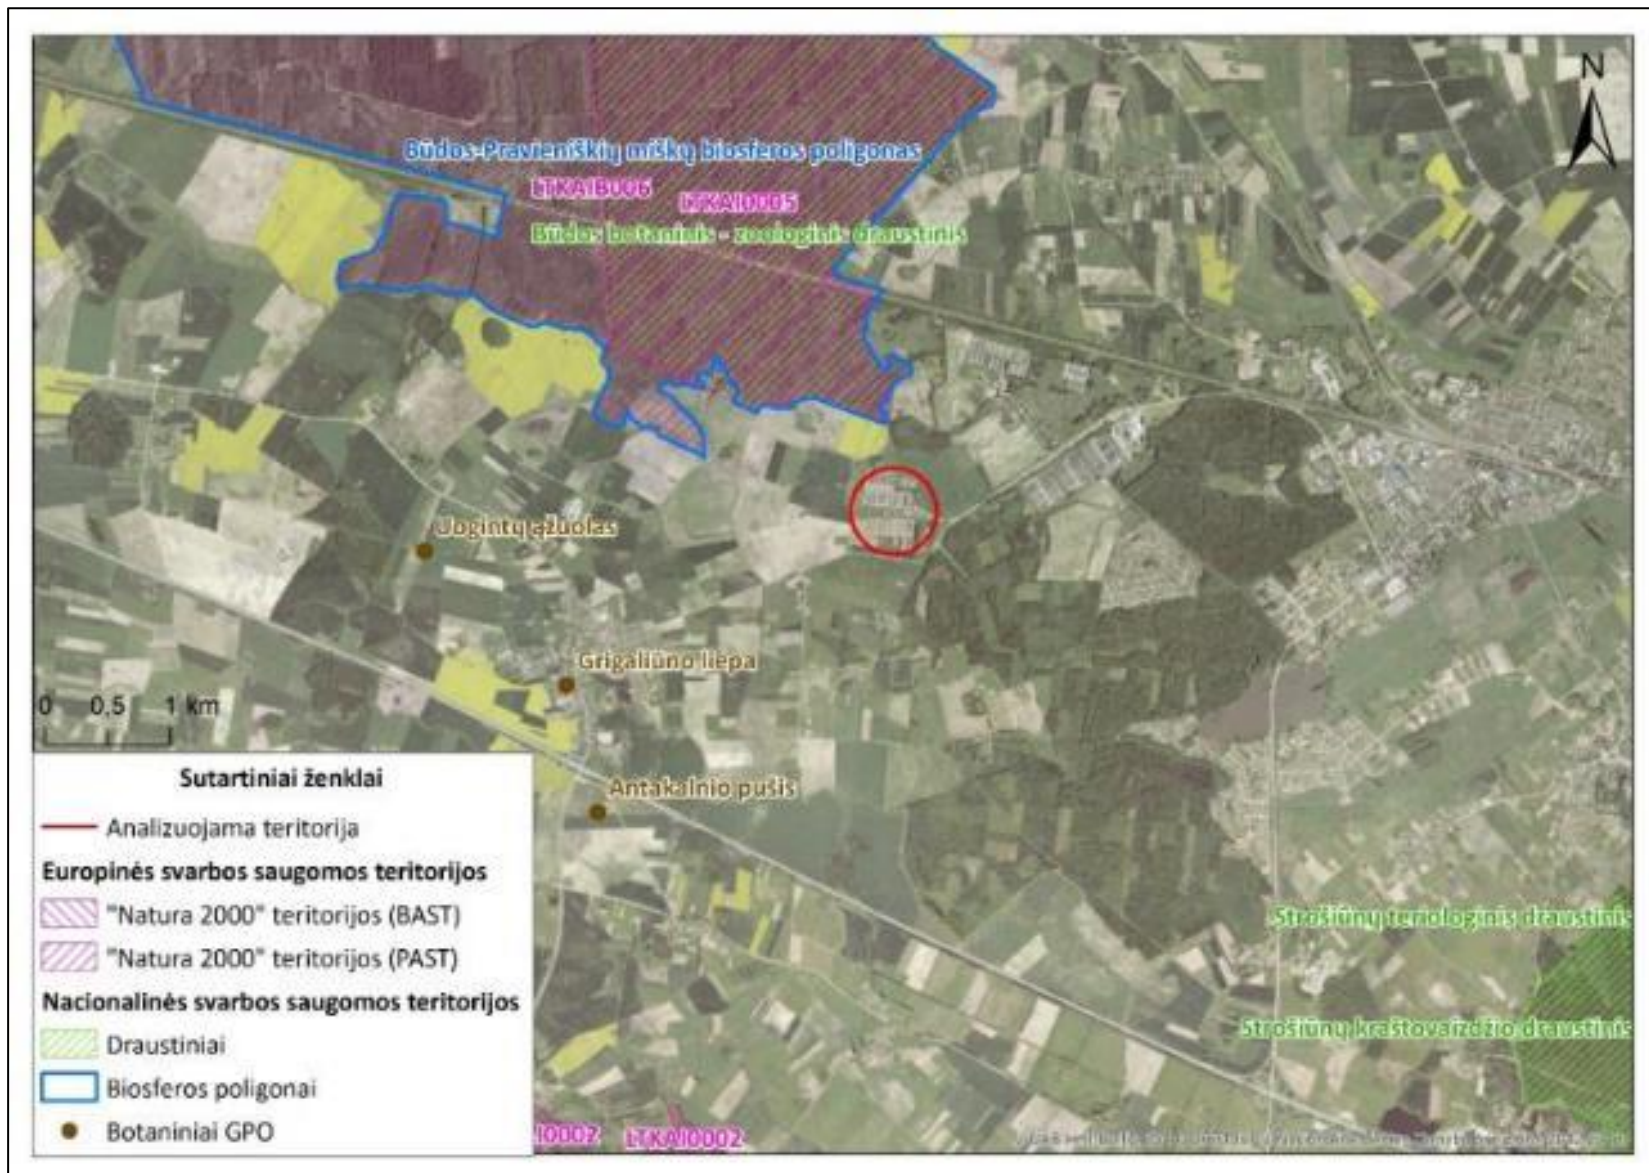 N
Būdos-Pravieniškių miškų biosferos poligonas
LTKAIB006
LTKAI0005
Būdos botaninis - zoologinis draustinis
Uogintų ąžuolas
Grigaliūno liepa
0 0,5 1 km
Antakalnio pušis
Sutartiniai ženklai
Analizuojama teritorija
Europinės svarbos saugomos teritorijos
"Natura 2000" teritorijos (BAST)
"Natura 2000" teritorijos (PAST)
Nacionalinės svarbos saugomos teritorijos
Draustiniai
Biosferos poligonai
Botaniniai GPO
Strošiūnų teriologinis draustinis
Strošiūnų kraštovaizdžio draustinis
I0002 LTKAI0002